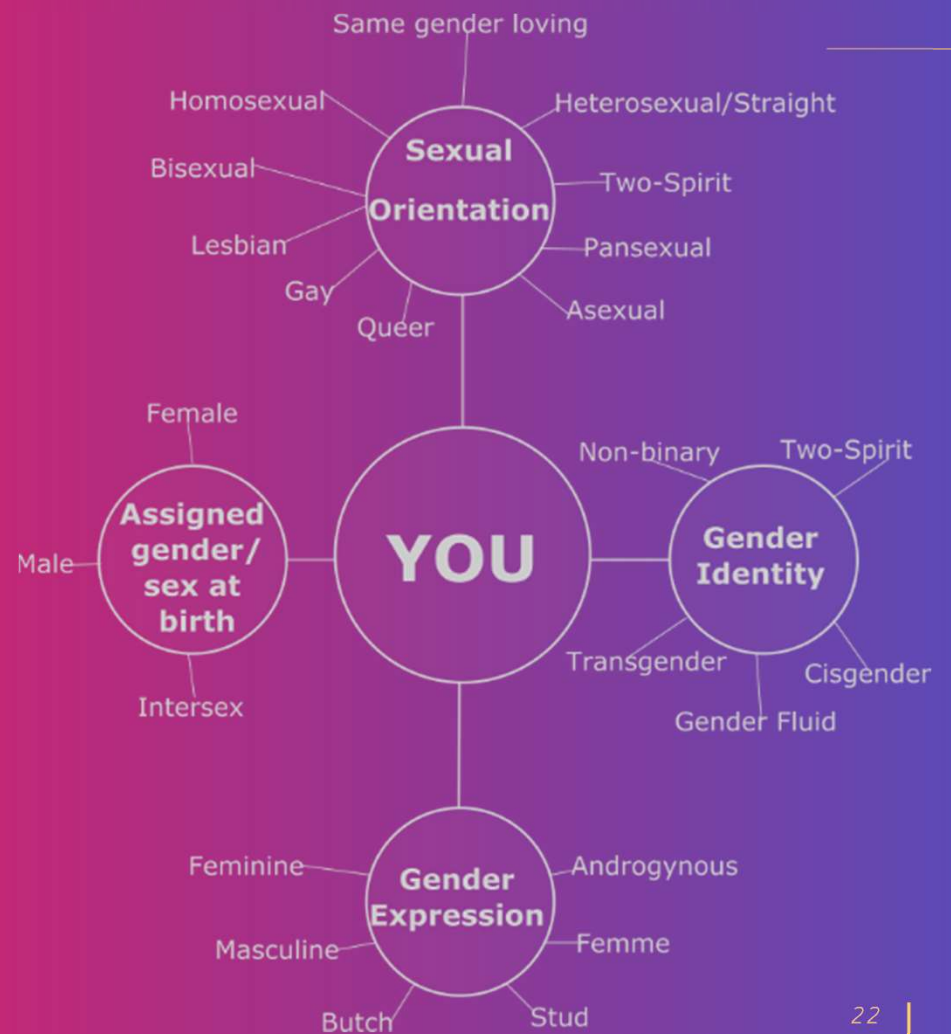 Same gender loving
Homosexual
Heterosexual/Straight
Bisexual
Sexual
Orientation
Two-Spirit
Lesbian
Pansexual
Gay
Asexual
Queer
Female
Assigned
gender/
sex at
birth
Male
Intersex
YOU
Non-binary
Two-Spirit
Gender
Identity
Transgender
Cisgender
Gender Fluid
Feminine
Androgynous
Gender
Expression
Masculine
Femme
Butch
Stud
22